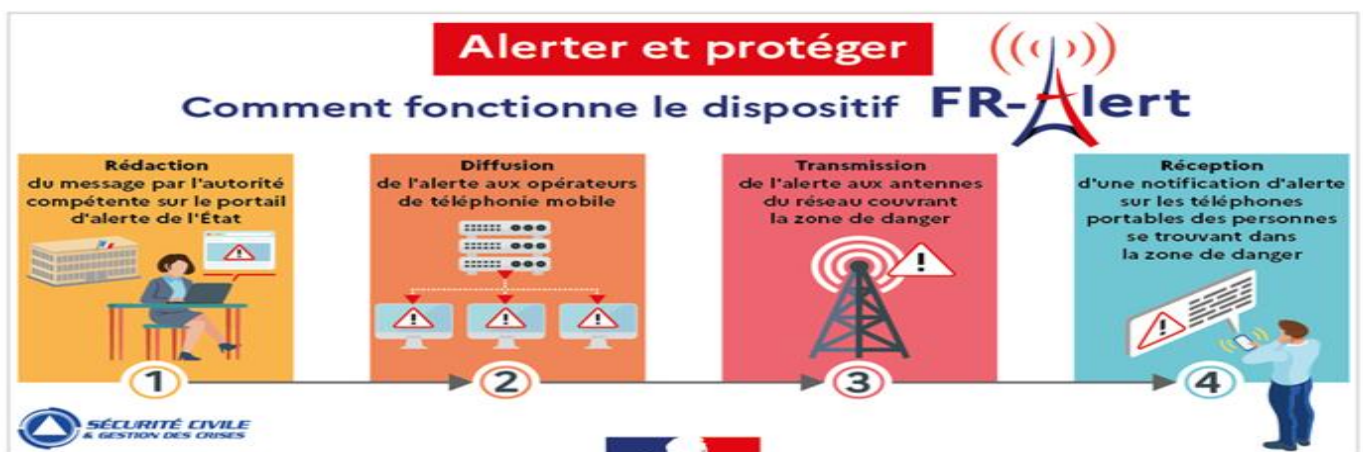 Alerter et protéger
Comment fonctionne le dispositif FR-Alert
Rédaction
du message par l'autorité
compétente sur le portail
d'alerte de l'État
Diffusion
de l'alerte aux opérateurs
de téléphonie mobile
Transmission
de l'alerte aux antennes
du réseau couvrant
la zone de danger
Réception
d'une notification d'alerte
sur les téléphones
portables des personnes
se trouvant dans
la zone de danger
1
2
3
4
SÉCURITÉ CIVILE
& GESTION DES CRISES